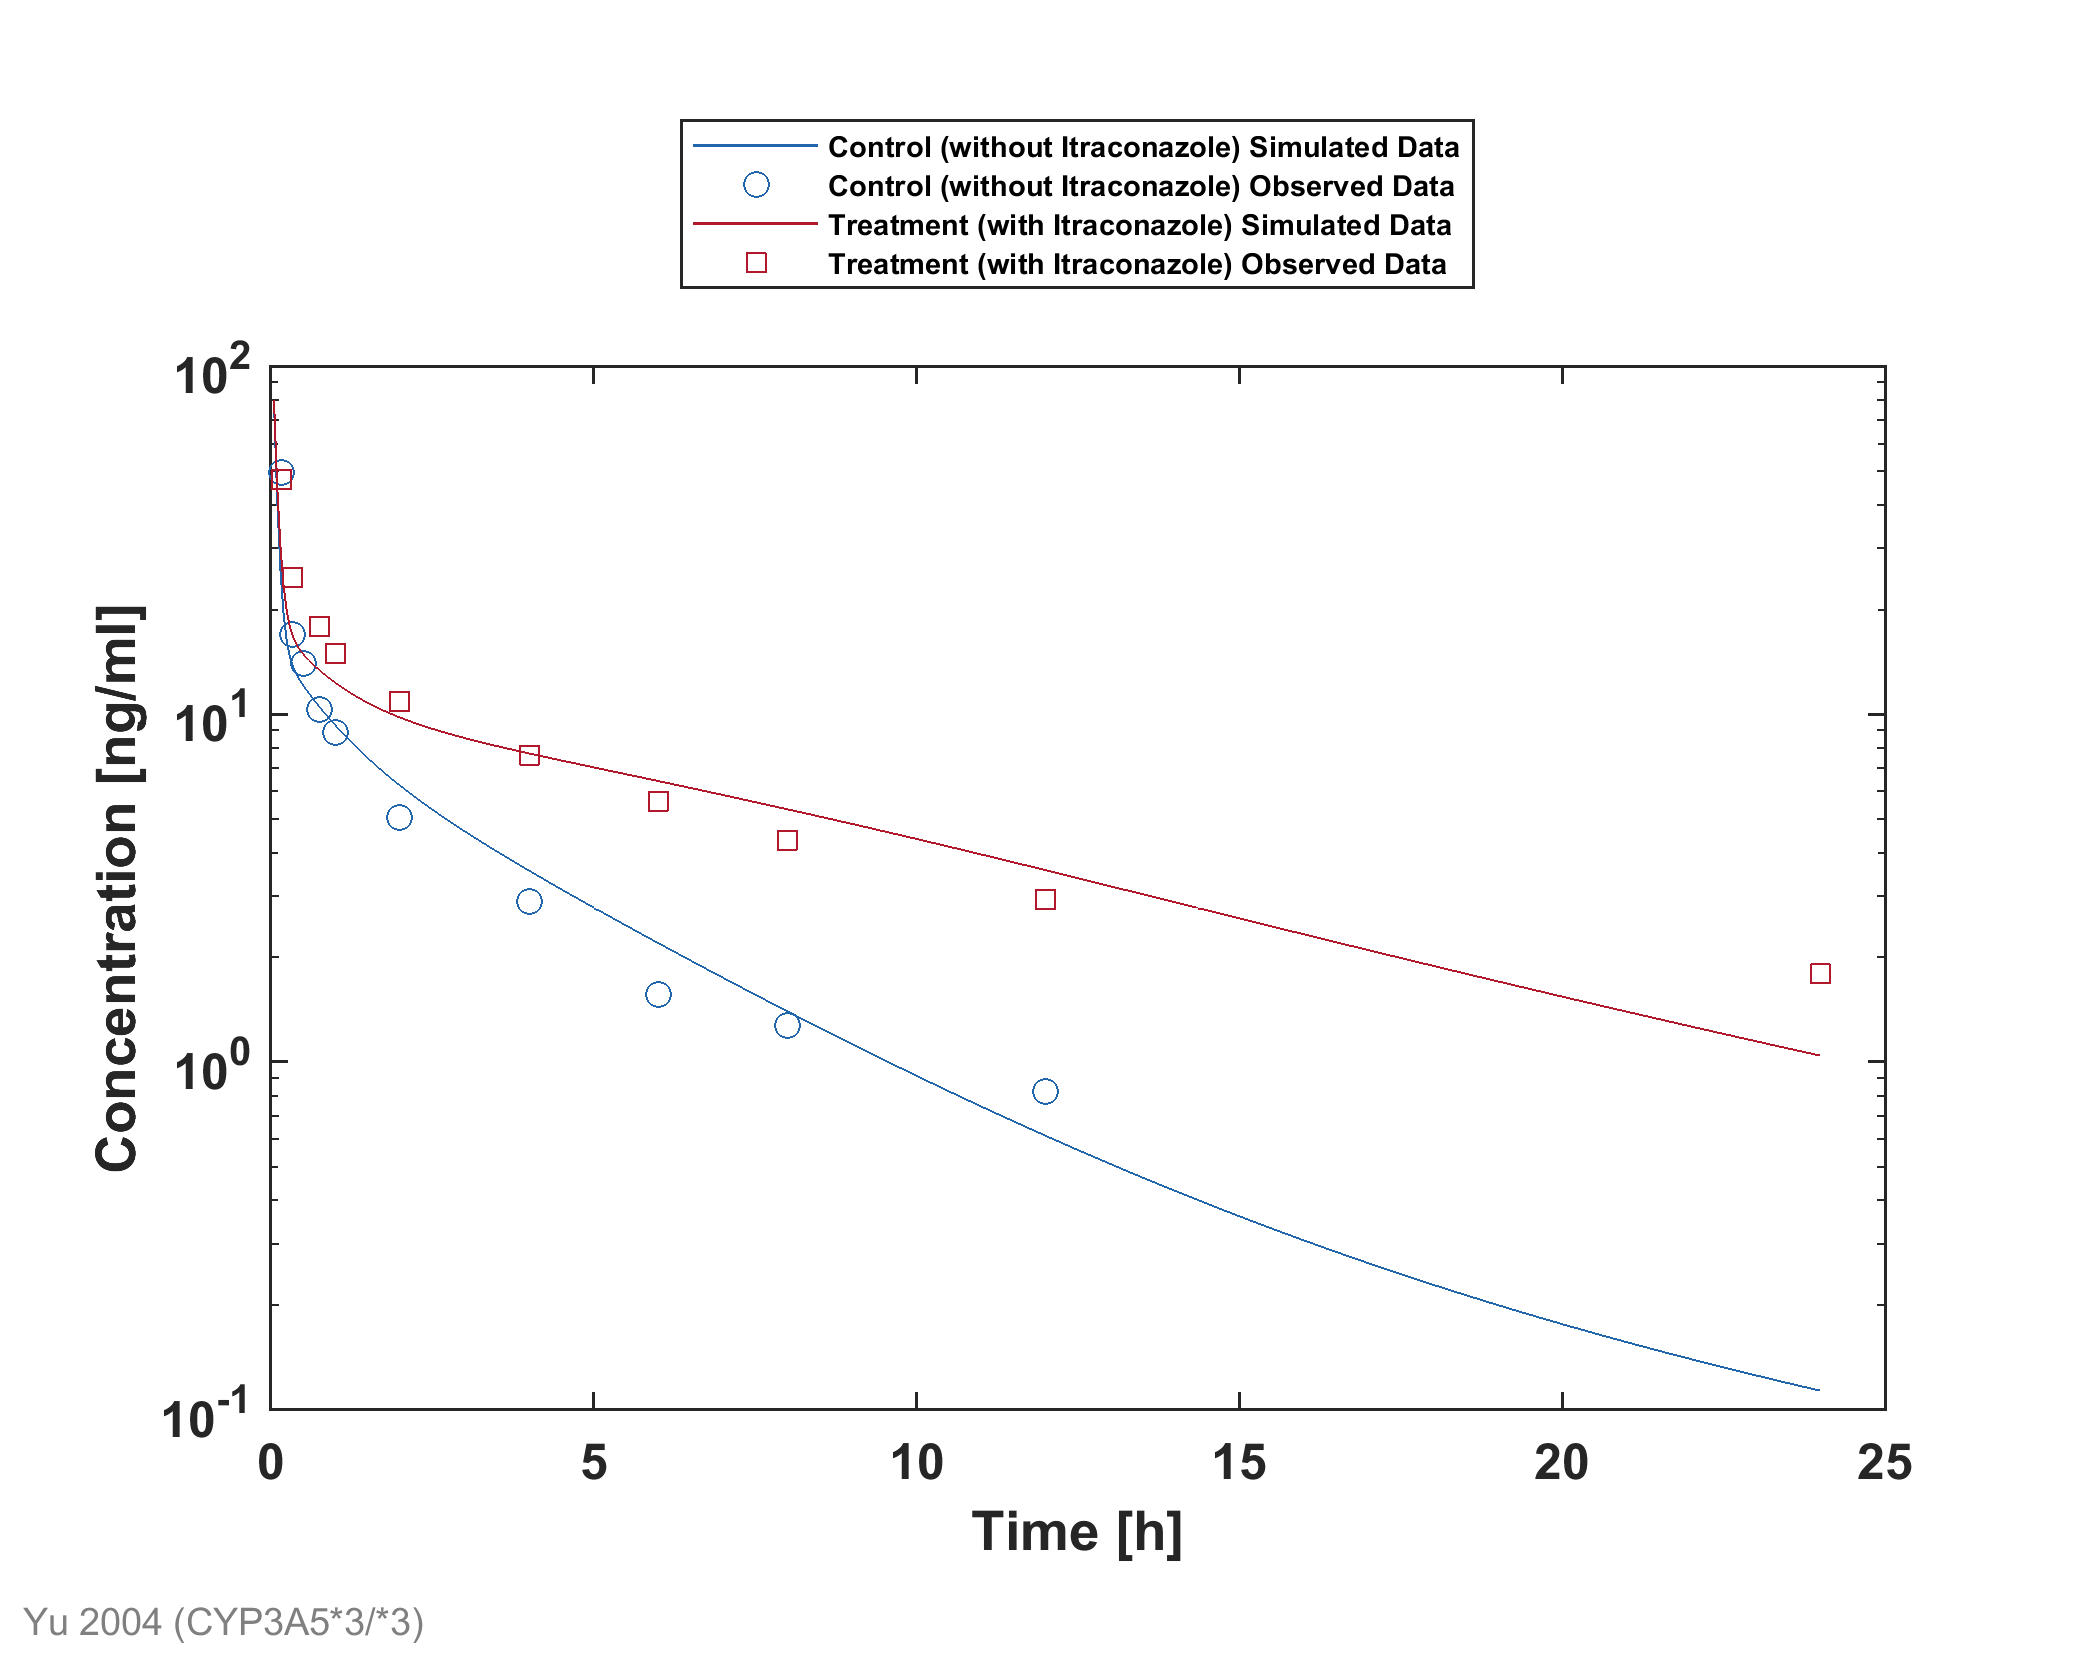 Control (without Itraconazole) Simulated Data
Control (without Itraconazole) Observed Data
Treatment (with Itraconazole) Simulated Data
Treatment (with Itraconazole) Observed Data
10^2
10^1
10^0
10^-1
Concentration [ng/ml]
0 5 10 15 20 25
Time [h]
Yu 2004 (CYP3A5*3/*3)